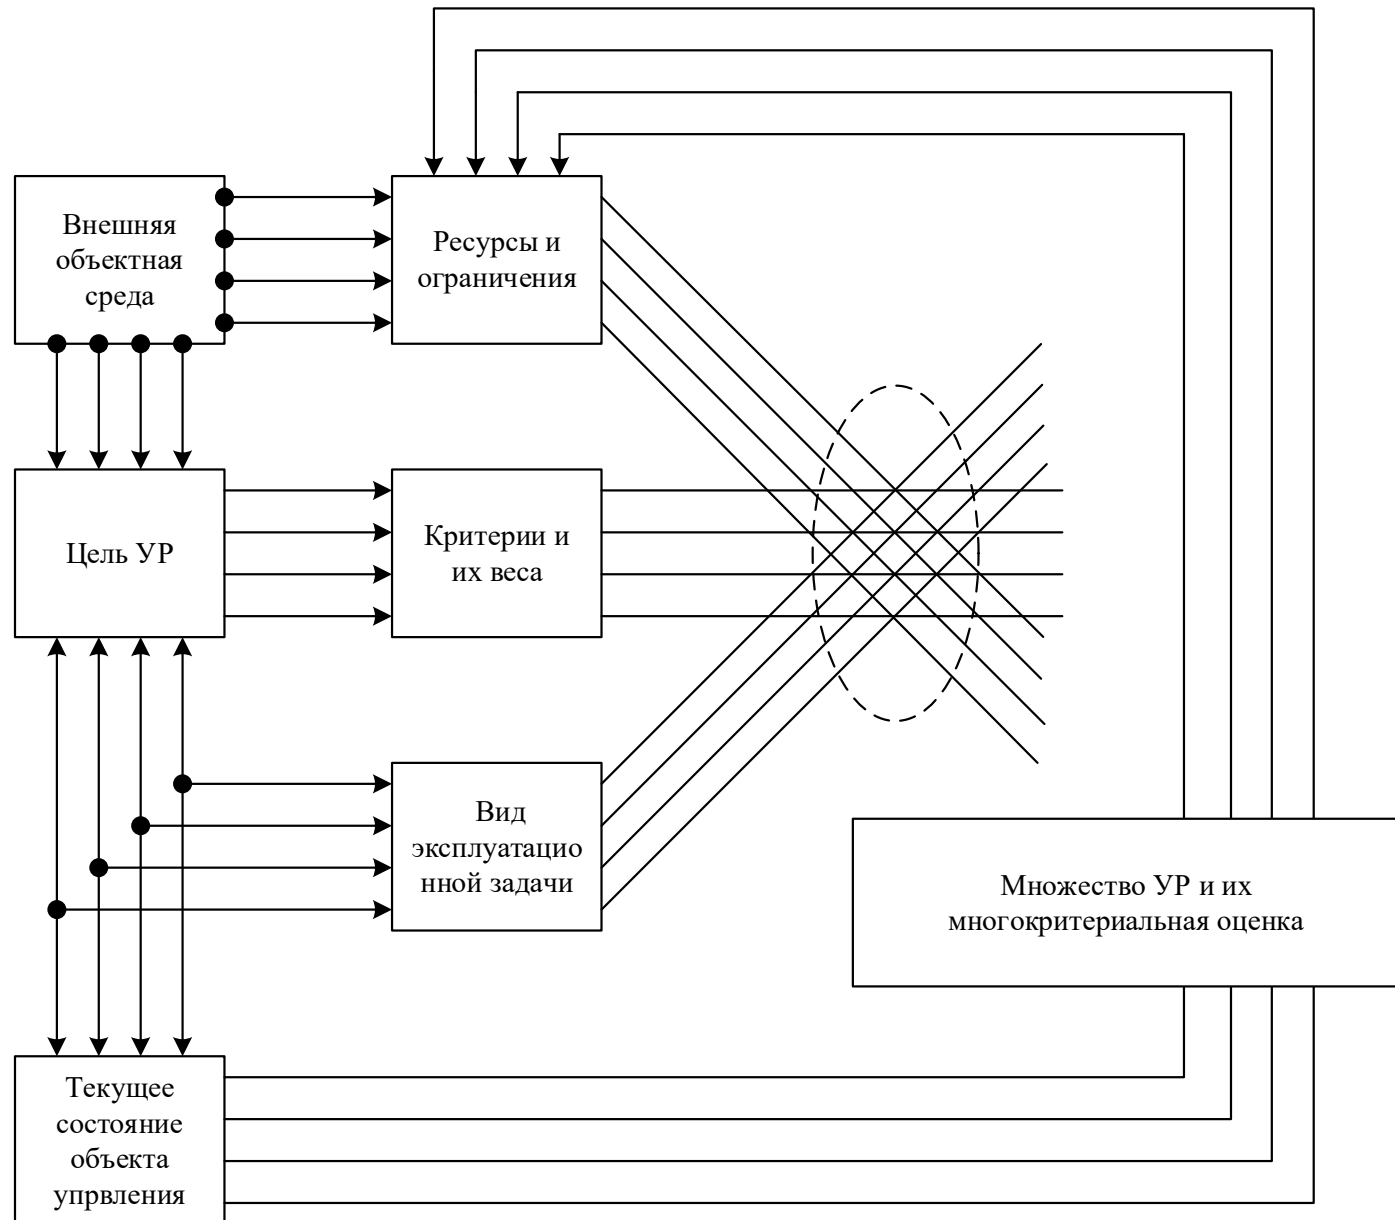 Внешняя
объектная
среда
Ресурсы и
ограничения
Цель УР
Критерии и
их веса
Вид
эксплуатацио
нной задачи
Множество УР и их
многокритериальная оценка
Текущее
состояние
объекта
упрвления